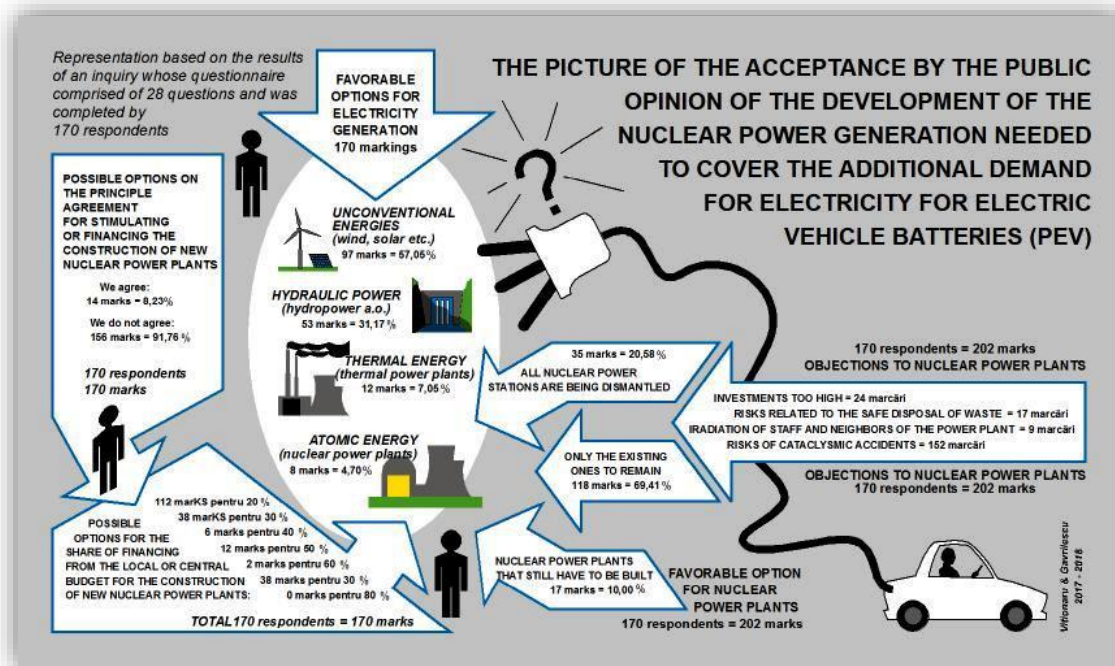 Representation based on the results
of an inquiry whose questionnaire
comprised of 28 questions and was
completed by
170 respondents
FAVORABLE
OPTIONS FOR
ELECTRICITY
GENERATION
170 markings
THE PICTURE OF THE ACCEPTANCE BY THE PUBLIC
OPINION OF THE DEVELOPMENT OF THE
NUCLEAR POWER GENERATION NEEDED
TO COVER THE ADDITIONAL DEMAND
FOR ELECTRICITY FOR ELECTRIC
VEHICLE BATTERIES (PEV)
POSSIBLE OPTIONS ON
THE PRINCIPLE
AGREEMENT
FOR STIMULATING
OR FINANCING THE
CONSTRUCTION OF NEW
NUCLEAR POWER PLANTS
We agree:
14 marks = 8,23%
We do not agree:
156 marks = 91,76 %
170 respondents
170 marks
UNCONVENTIONAL
ENERGIES
(wind, solar etc.)
97 marks = 57,05%
HYDRAULIC POWER
(hydropower a.o.)
53 marks = 31,17 %
THERMAL ENERGY
(thermal power plants)
12 marks = 7,05%
ATOMIC ENERGY
(nuclear power plants)
8 marks = 4,70%
35 marks = 20,58 %
ALL NUCLEAR POWER
STATIONS ARE BEING DISMANTLED
ONLY THE EXISTING
ONES TO REMAIN
118 marks = 69,41 %
NUCLEAR POWER PLANTS
THAT STILL HAVE TO BE BUILT
17 marks = 10,00 %
170 respondents = 202 marks
OBJECTIONS TO NUCLEAR POWER PLANTS
INVESTMENTS TOO HIGH = 24 marcări
RISKS RELATED TO THE SAFE DISPOSAL OF WASTE = 17 marcări
IRADIATION OF STAFF AND NEIGHBORS OF THE POWER PLANT = 9 marcări
RISKS OF CATACLYSMIC ACCIDENTS = 152 marcări
OBJECTIONS TO NUCLEAR POWER PLANTS
170 respondents = 202 marks
FAVORABLE OPTION
FOR NUCLEAR
POWER PLANTS
170 respondents = 202 marks
112 marKS pentru 20 %
38 marKS pentru 30 %
6 marks pentru 40 %
12 marks pentru 50 %
2 marks pentru 60 %
38 marks pentru 30 %
0 marks pentru 80 %
POSSIBLE
OPTIONS FOR THE
SHARE OF FINANCING
FROM THE LOCAL OR CENTRAL
BUDGET FOR THE CONSTRUCTION
OF NEW NUCLEAR POWER PLANTS:
TOTAL 170 respondents = 170 marks
Vitionaru & Gavrilescu
2017 - 2018